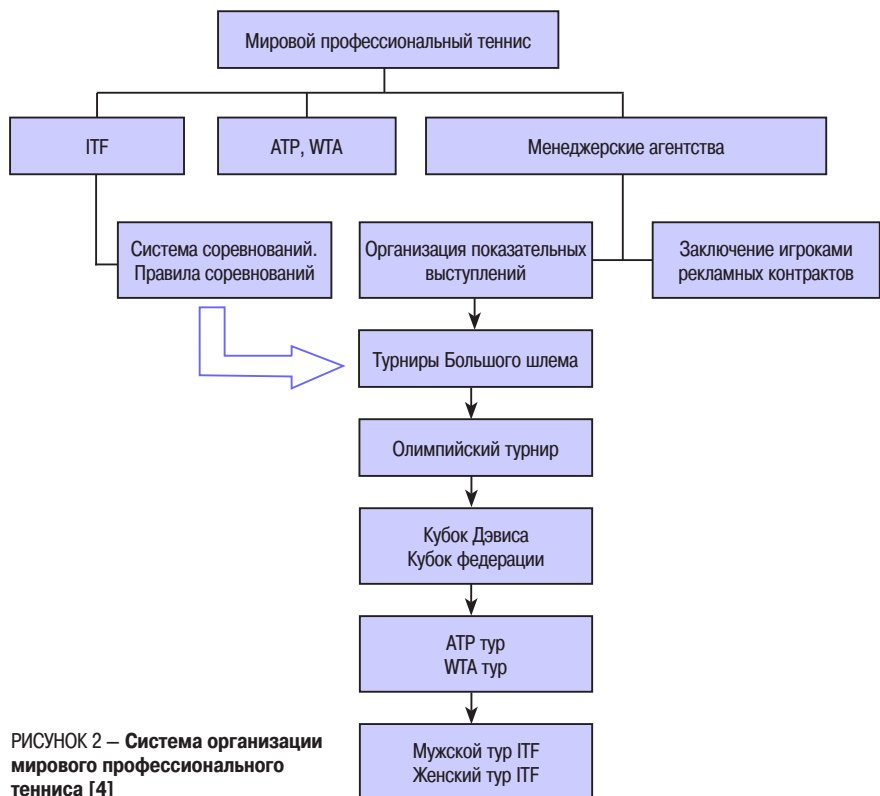 Мировой профессиональный теннис
ITF
ATP, WTA
Менеджерские агентства
Система соревнований.
Правила соревнований
Организация показательных
выступлений
Заключение игроками
рекламных контрактов
Турниры Большого шлема
Олимпийский турнир
Кубок Дэвиса
Кубок федерации
ATP тур
WTA тур
Мужской тур ITF
Женский тур ITF
РИСУНОК 2 – Система организации
мирового профессионального
тенниса [4]